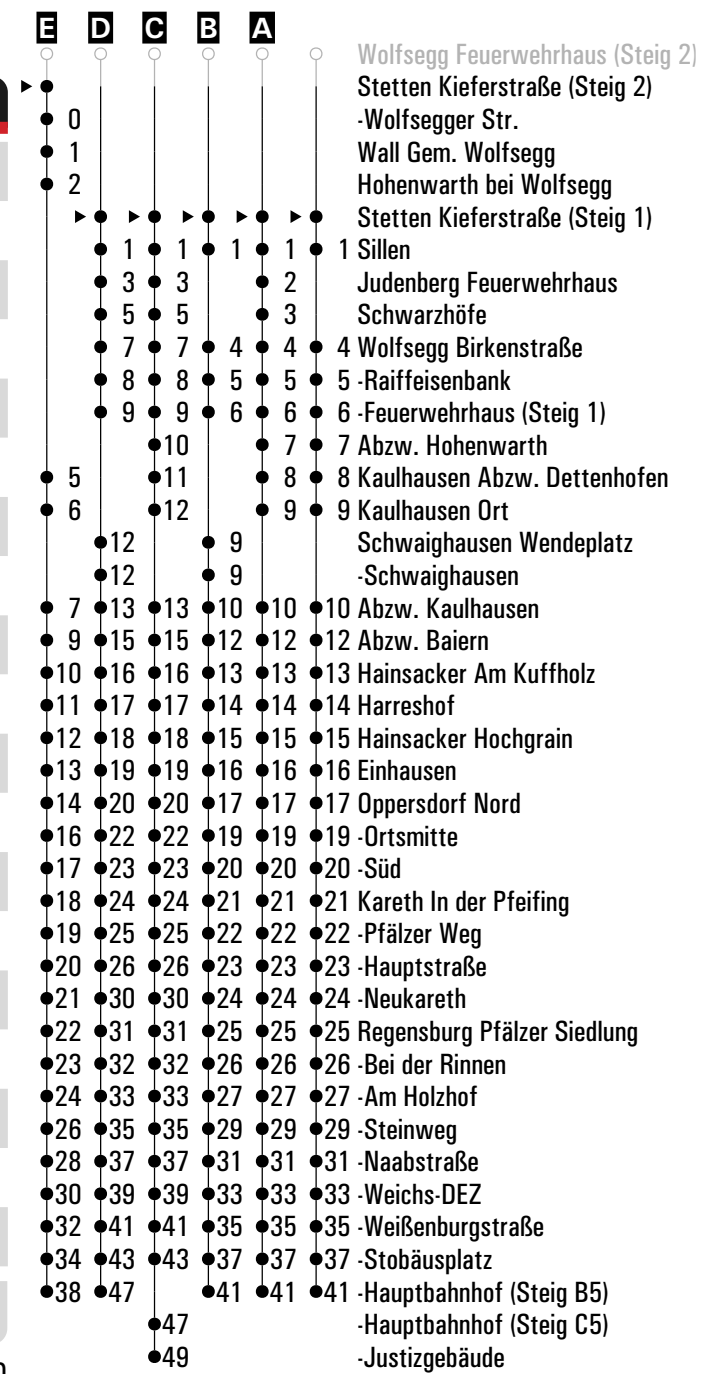 E D C B A
Wolfsegg Feuerwehrhaus (Steig 2)
Stetten Kieferstraße (Steig 2)
0 -Wolfsegger Str.
1 Wall Gem. Wolfsegg
2 Hohenwarth bei Wolfsegg
Stetten Kieferstraße (Steig 1)
1 1 1 1 1 Sillen
3 3 2 Judenberg Feuerwehrhaus
5 5 3 Schwarzhöfe
7 7 4 4 4 Wolfsegg Birkenstraße
8 8 5 5 5 -Raiffeisenbank
9 9 6 6 6 -Feuerwehrhaus (Steig 1)
10 7 7 Abzw. Hohenwarth
5 11 8 8 Kaulhausen Abzw. Dettenhofen
6 12 9 9 Kaulhausen Ort
12 9 Schwaighausen Wendeplatz
12 9 -Schwaighausen
7 13 13 10 10 10 Abzw. Kaulhausen
9 15 15 12 12 12 Abzw. Baiern
10 16 16 13 13 13 Hainsacker Am Kuffholz
11 17 17 14 14 14 Harreshof
12 18 18 15 15 15 Hainsacker Hochgrain
13 19 19 16 16 16 Einhausen
14 20 20 17 17 17 Oppersdorf Nord
16 22 22 19 19 19 -Ortsmitte
17 23 23 20 20 20 -Süd
18 24 24 21 21 21 Kareth In der Pfeifing
19 25 25 22 22 22 -Pfälzer Weg
20 26 26 23 23 23 -Hauptstraße
21 30 30 24 24 24 -Neukareth
22 31 31 25 25 25 Regensburg Pfälzer Siedlung
23 32 32 26 26 26 -Bei der Rinnen
24 33 33 27 27 27 -Am Holzhof
26 35 35 29 29 29 -Steinweg
28 37 37 31 31 31 -Naabstraße
30 39 39 33 33 33 -Weichs-DEZ
32 41 41 35 35 35 -Weißenburgstraße
34 43 43 37 37 37 -Stobäusplatz
38 47 41 41 41 -Hauptbahnhof (Steig B5)
47 -Hauptbahnhof (Steig C5)
49 -Justizgebäude